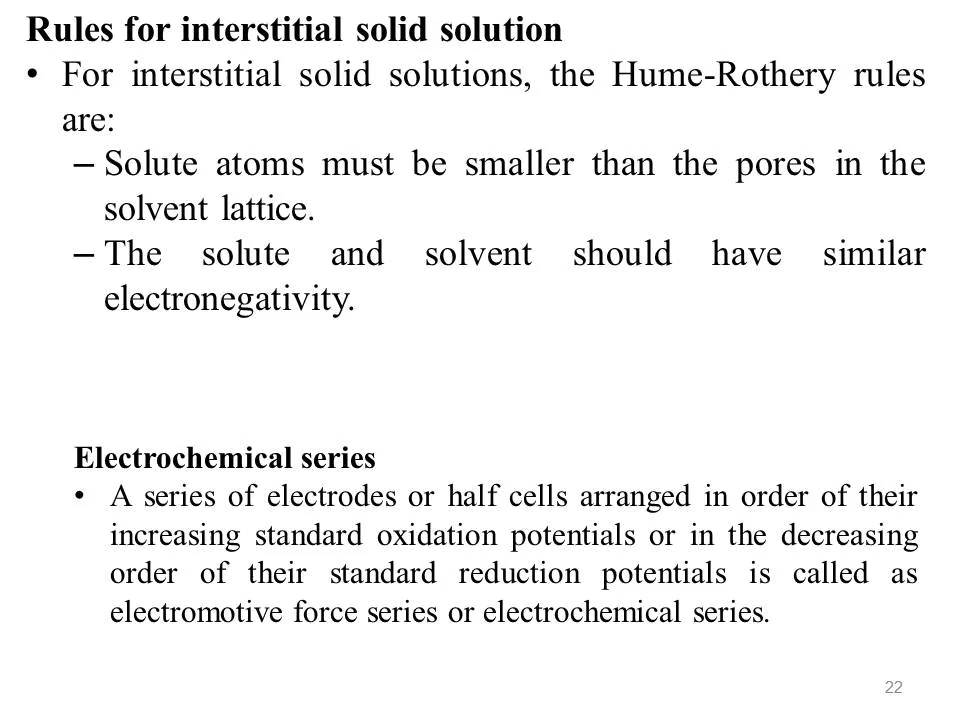 Rules for interstitial solid solution
• For interstitial solid solutions, the Hume-Rothery rules
are:
– Solute atoms must be smaller than the pores in the
solvent lattice.
– The solute and solvent should have similar
electronegativity.
Electrochemical series
• A series of electrodes or half cells arranged in order of their
increasing standard oxidation potentials or in the decreasing
order of their standard reduction potentials is called as
electromotive force series or electrochemical series.
22